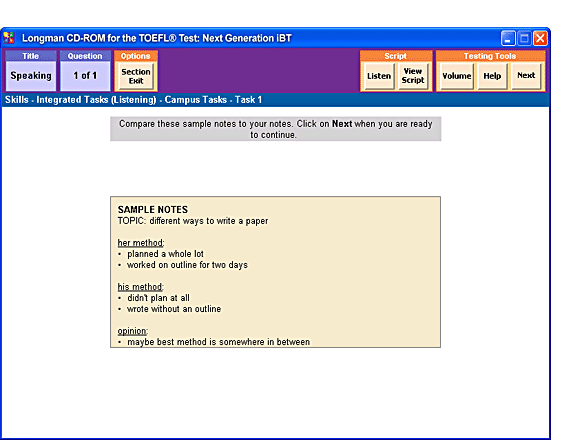 Longman CD-ROM for the TOEFL® Test: Next Generation iBT
Title Question Options Script Testing Tools
Speaking 1 of 1 Section Exit Listen View Script Volume Help Next
Skills - Integrated Tasks (Listening) - Campus Tasks - Task 1
Compare these sample notes to your notes. Click on Next when you are ready
to continue.
SAMPLE NOTES
TOPIC: different ways to write a paper
her method:
• planned a whole lot
• worked on outline for two days
his method:
• didn't plan at all
• wrote without an outline
opinion:
• maybe best method is somewhere in between